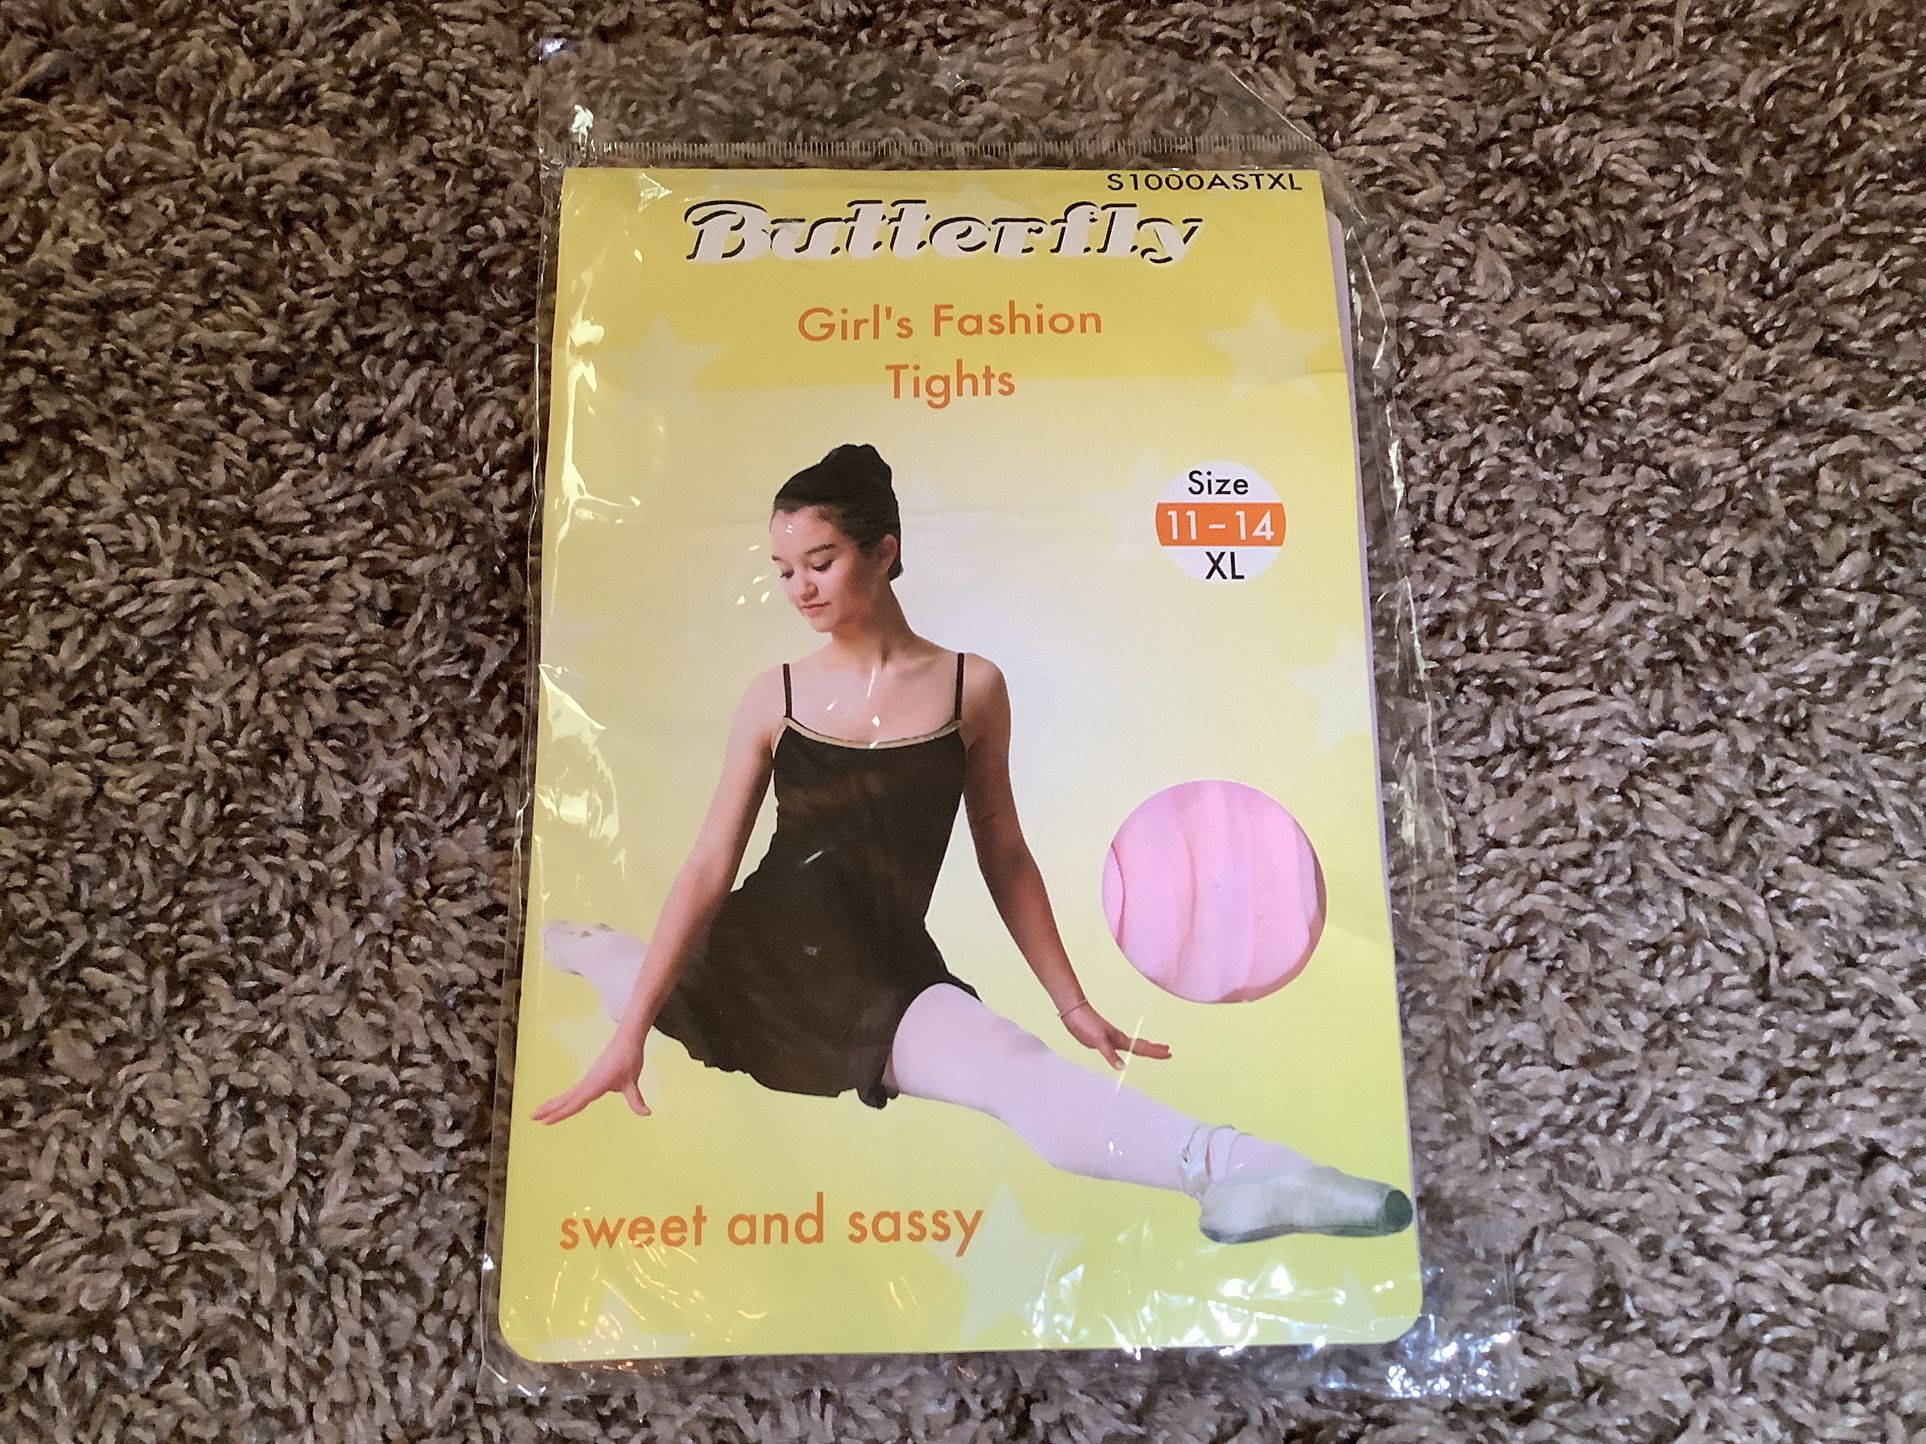 S1000ASTXL
Butterfly
Girl's Fashion
Tights
Size
11-14
XL
sweet and sassy